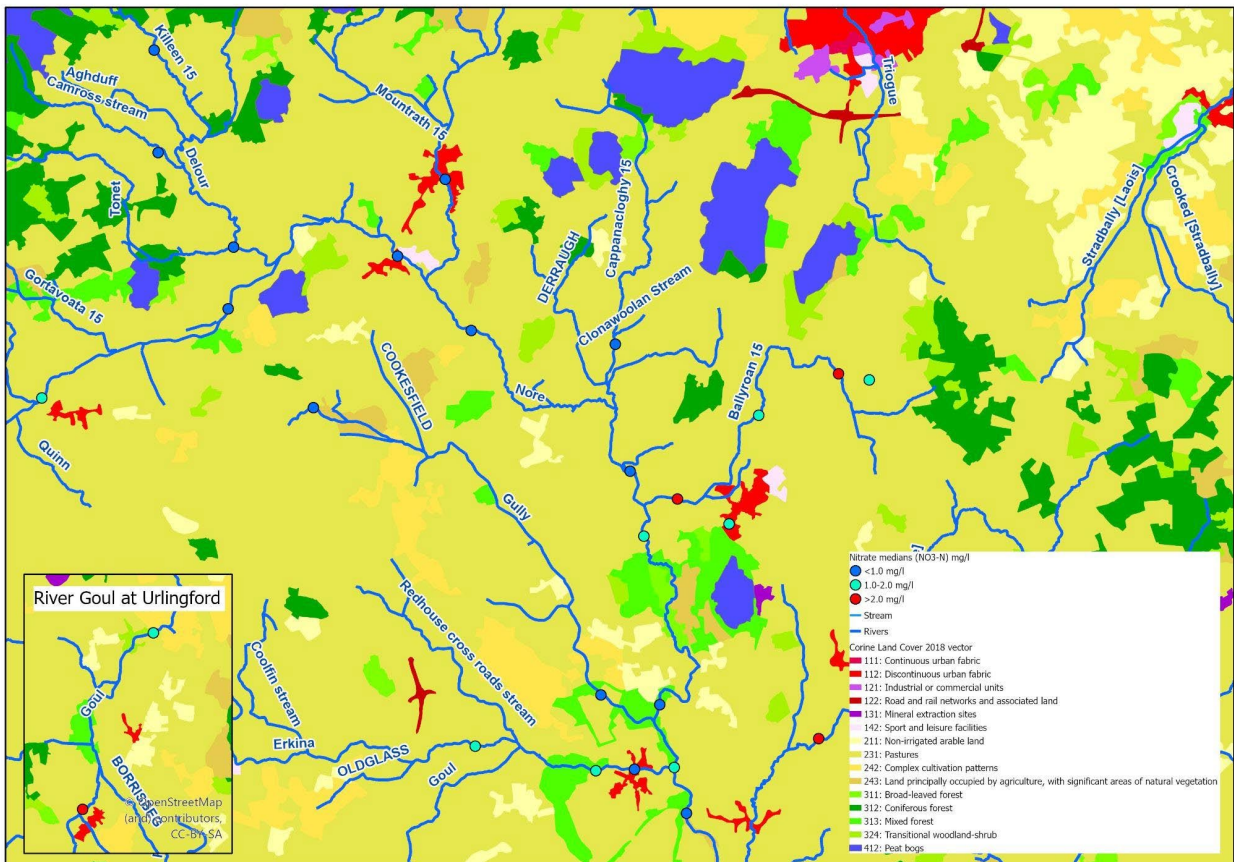 Killeen 15
Aghduff
Camross stream
Delour
Tonet
Gortavoata 15
Mountrath 15
Cappanacloghy 15
DERRAUGH
Clonawoolan Stream
Triogue
Stradbally [Laois]
Crooked [Stradbally]
COOKESFIELD
Nore
Ballyroan 15
Quinn
Gully
Redhouse cross roads stream
Coolfin stream
Erkina
OLDGLASS
Goul
River Goul at Urlingford
Goul
BORRISBEG
© OpenStreetMap
(and) contributors,
CC-BY-SA
Nitrate medians (NO3-N) mg/l
<1.0 mg/l
1.0-2.0 mg/l
>2.0 mg/l
Stream
Rivers
Corine Land Cover 2018 vector
111: Continuous urban fabric
112: Discontinuous urban fabric
121: Industrial or commercial units
122: Road and rail networks and associated land
131: Mineral extraction sites
142: Sport and leisure facilities
211: Non-irrigated arable land
231: Pastures
242: Complex cultivation patterns
243: Land principally occupied by agriculture, with significant areas of natural vegetation
311: Broad-leaved forest
312: Coniferous forest
313: Mixed forest
324: Transitional woodland-shrub
412: Peat bogs